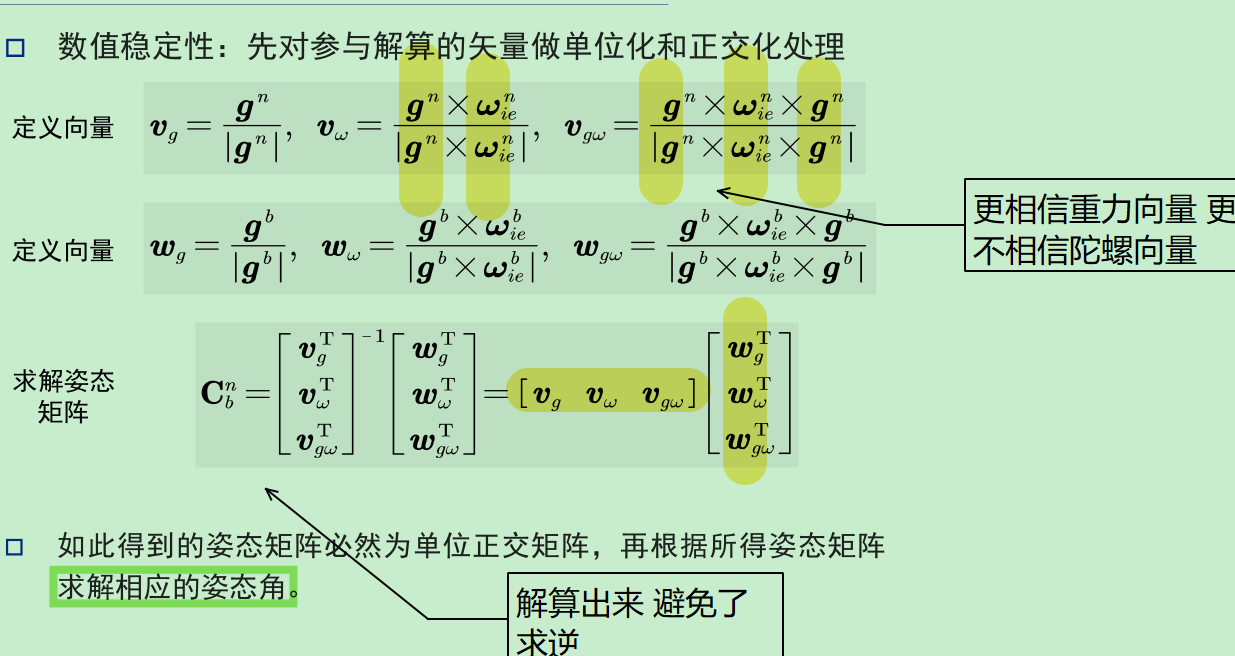 数值稳定性：先对参与解算的矢量做单位化和正交化处理
定义向量 $\boldsymbol{v}_g=\dfrac{\boldsymbol{g}^n}{|\boldsymbol{g}^n|},\ \boldsymbol{v}_\omega=\dfrac{\boldsymbol{g}^n\times\boldsymbol{\omega}_{ie}^n}{|\boldsymbol{g}^n\times\boldsymbol{\omega}_{ie}^n|},\ \boldsymbol{v}_{g\omega}=\dfrac{\boldsymbol{g}^n\times\boldsymbol{\omega}_{ie}^n\times\boldsymbol{g}^n}{|\boldsymbol{g}^n\times\boldsymbol{\omega}_{ie}^n\times\boldsymbol{g}^n|}$
更相信重力向量 更
不相信陀螺向量
定义向量 $\boldsymbol{w}_g=\dfrac{\boldsymbol{g}^b}{|\boldsymbol{g}^b|},\ \boldsymbol{w}_\omega=\dfrac{\boldsymbol{g}^b\times\boldsymbol{\omega}_{ie}^b}{|\boldsymbol{g}^b\times\boldsymbol{\omega}_{ie}^b|},\ \boldsymbol{w}_{g\omega}=\dfrac{\boldsymbol{g}^b\times\boldsymbol{\omega}_{ie}^b\times\boldsymbol{g}^b}{|\boldsymbol{g}^b\times\boldsymbol{\omega}_{ie}^b\times\boldsymbol{g}^b|}$
求解姿态
矩阵
$\mathbf{C}_b^n=\begin{bmatrix}\boldsymbol{v}_g^{\mathrm{T}}\\ \boldsymbol{v}_\omega^{\mathrm{T}}\\ \boldsymbol{v}_{g\omega}^{\mathrm{T}}\end{bmatrix}^{-1}\begin{bmatrix}\boldsymbol{w}_g^{\mathrm{T}}\\ \boldsymbol{w}_\omega^{\mathrm{T}}\\ \boldsymbol{w}_{g\omega}^{\mathrm{T}}\end{bmatrix}=[\boldsymbol{v}_g\ \ \boldsymbol{v}_\omega\ \ \boldsymbol{v}_{g\omega}]\begin{bmatrix}\boldsymbol{w}_g^{\mathrm{T}}\\ \boldsymbol{w}_\omega^{\mathrm{T}}\\ \boldsymbol{w}_{g\omega}^{\mathrm{T}}\end{bmatrix}$
如此得到的姿态矩阵必然为单位正交矩阵，再根据所得姿态矩阵
求解相应的姿态角。
解算出来 避免了
求逆